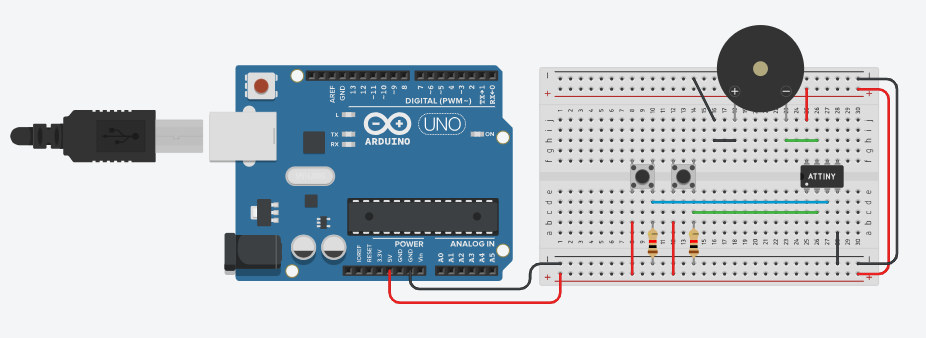 AREF
GND
13
12
~11
~10
~9
8
7
~6
~5
4
~3
2
TX→1
RX←0
DIGITAL (PWM~)
L
TX
RX
ARDUINO
UNO
ON
POWER
ANALOG IN
IOREF
RESET
3.3V
5V
GND
GND
Vin
A0
A1
A2
A3
A4
A5
+
-
ATTINY
j
i
h
g
f
e
d
c
b
a